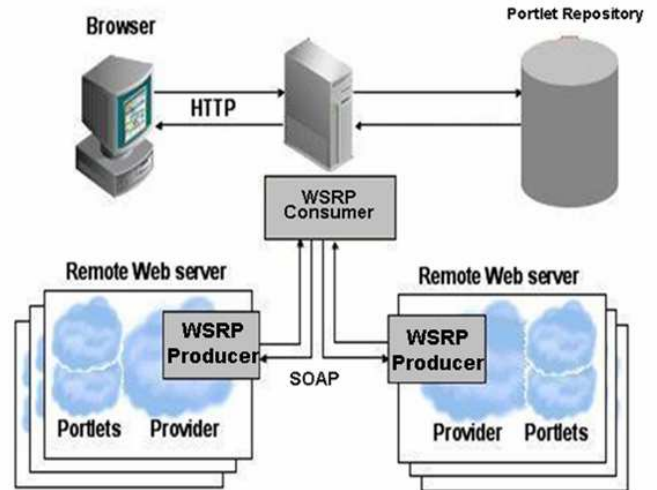 Portlet Repository
Browser
HTTP
WSRP
Consumer
Remote Web server
Remote Web server
WSRP
Producer
WSRP
Producer
SOAP
Portlets
Provider
Provider
Portlets